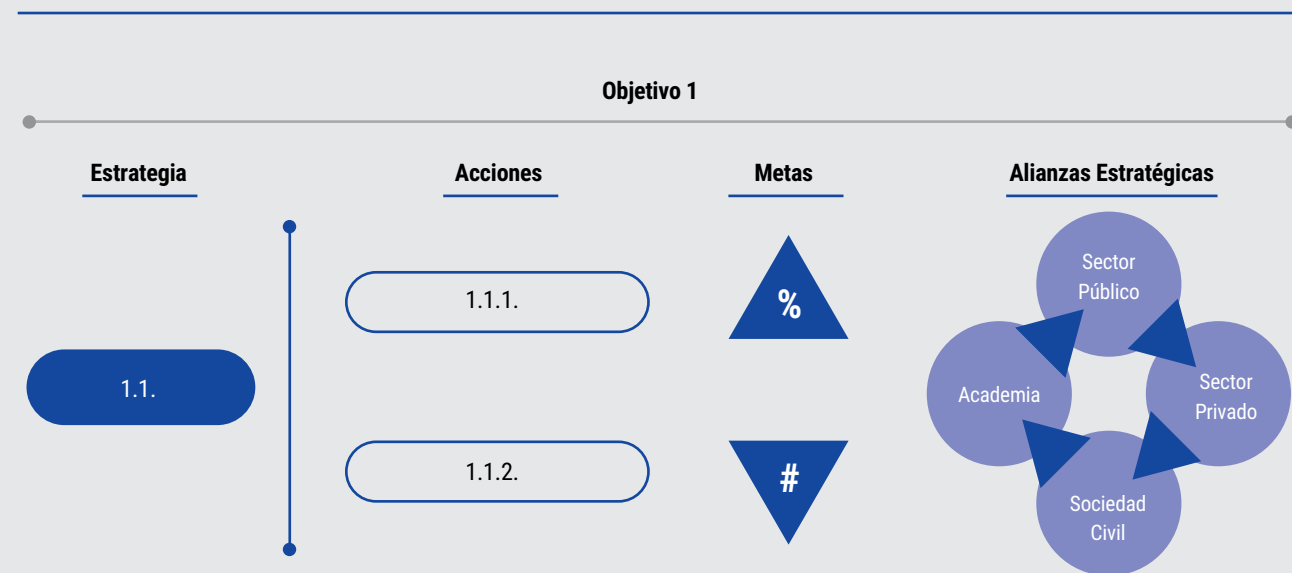 Objetivo 1
Estrategia
Acciones
Metas
Alianzas Estratégicas
1.1.
1.1.1.
1.1.2.
%
#
Sector
Público
Sector
Privado
Sociedad
Civil
Academia